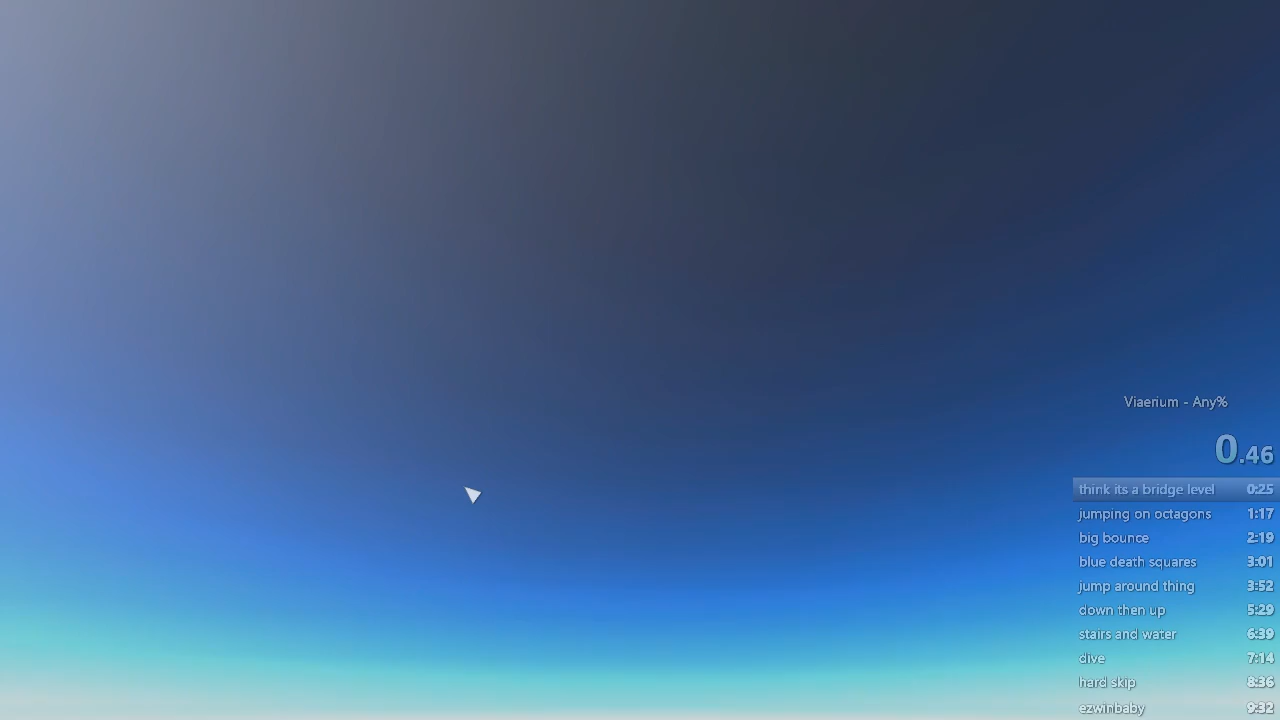 Viaerium - Any%
0.46
think its a bridge level 0:25
jumping on octagons 1:17
big bounce 2:19
blue death squares 3:01
jump around thing 3:52
down then up 5:29
stairs and water 6:39
dive 7:14
hard skip 8:36
ezwinbaby 9:32